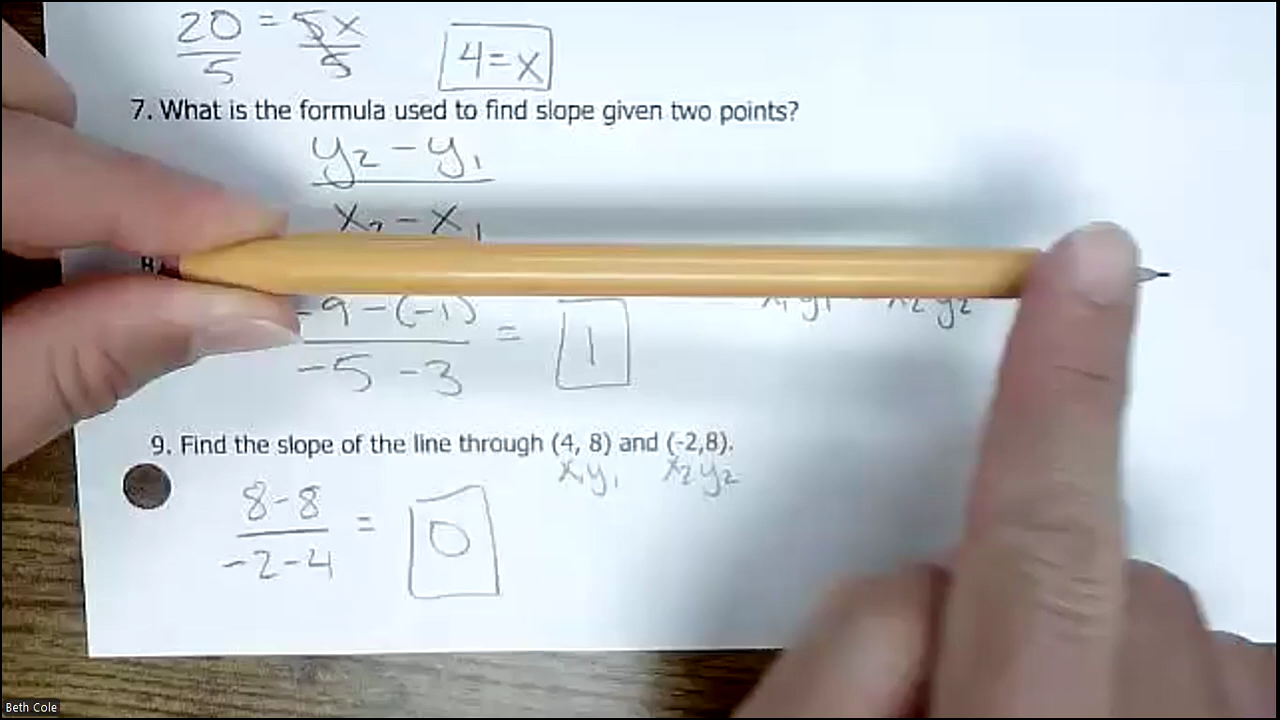 20 = 5x
5 5
4=x
7. What is the formula used to find slope given two points?
y₂ - y₁
x₂ - x₁
-9-(-1) = 1
-5-3
x₁y₁ x₂y₂
9. Find the slope of the line through (4, 8) and (-2,8).
x₁y₁ x₂y₂
8-8 = 0
-2-4
Beth Cole